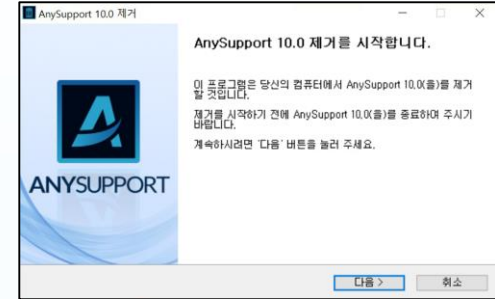 AnySupport 10.0 제거
AnySupport 10.0 제거를 시작합니다.
이 프로그램은 당신의 컴퓨터에서 AnySupport 10.0(을)를 제거
할 것입니다.
제거를 시작하기 전에 AnySupport 10.0(을)를 종료하여 주시기
바랍니다.
계속하시려면 '다음' 버튼을 눌러 주세요.
ANYSUPPORT
다음 >
취소